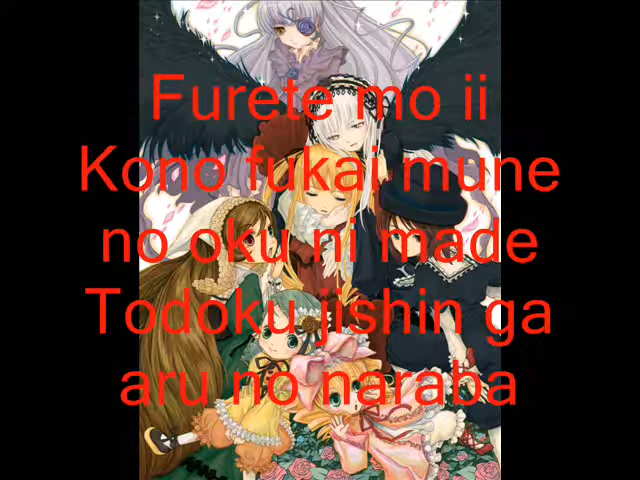 Furete mo ii
Kono fukai mune
no oku ni made
Todoku jishin ga
aru no naraba